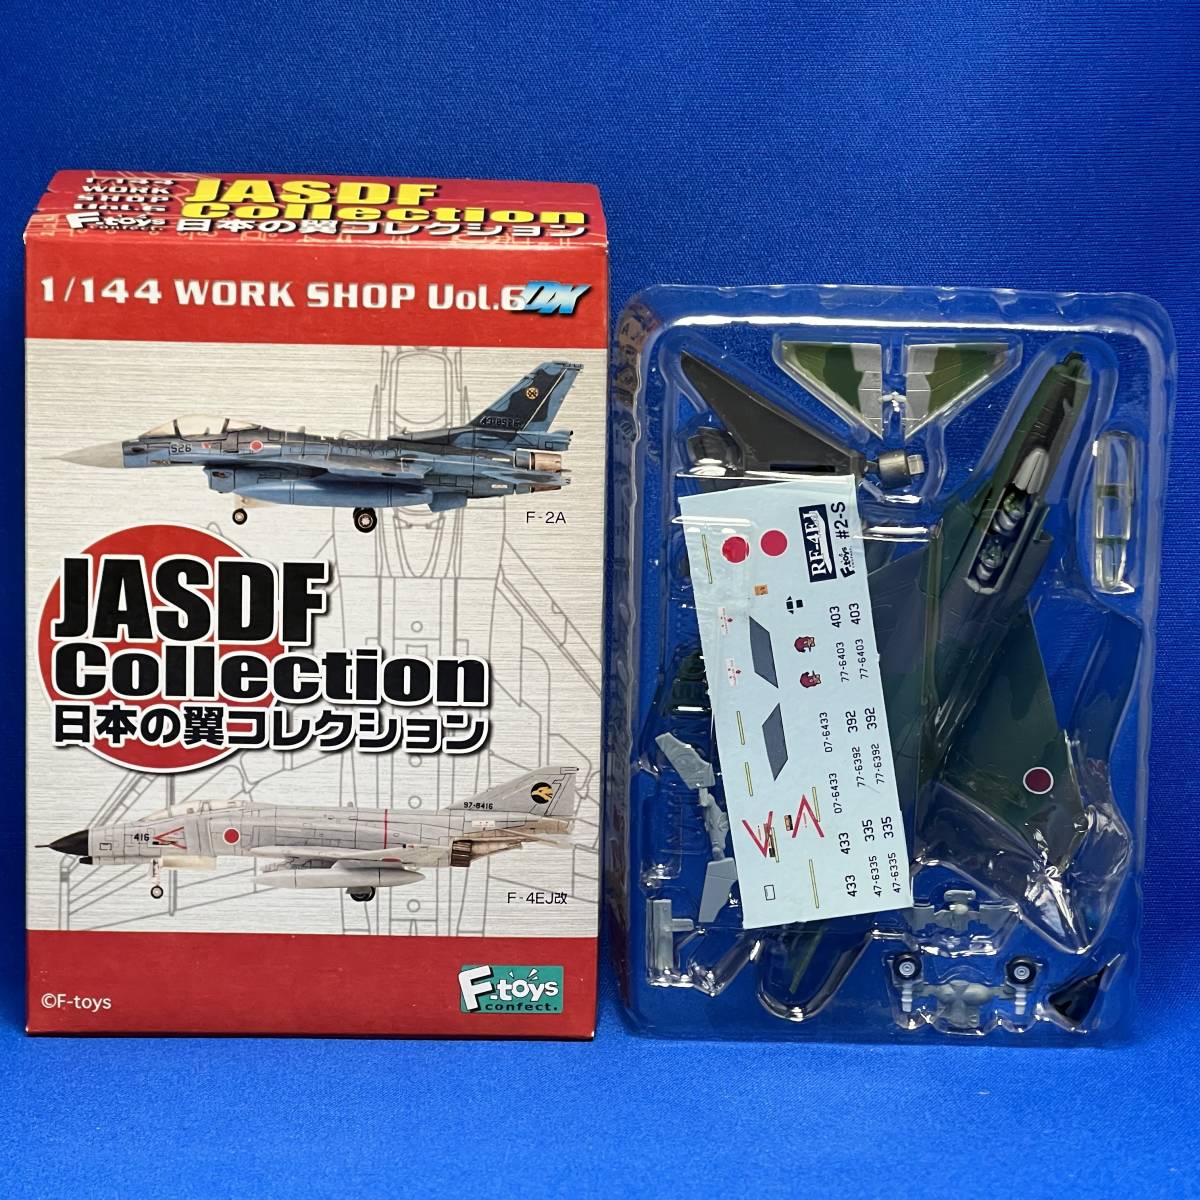 1/144
WORK
SHOP
Vol.6
JASDF
Collection
F-toys
confect.
日本の翼コレクション
1/144 WORK SHOP Vol.6 DX
526
43-8526
F-2A
JASDF
Collection
日本の翼コレクション
97-8416
416
F-4EJ改
©F-toys
F-toys
confect.
RF-4EJ
F-toys
#2-S
403
403
77-6403
77-6403
392
392
07-6433
77-6392
77-6392
07-6433
433
335
335
433
47-6335
47-6335